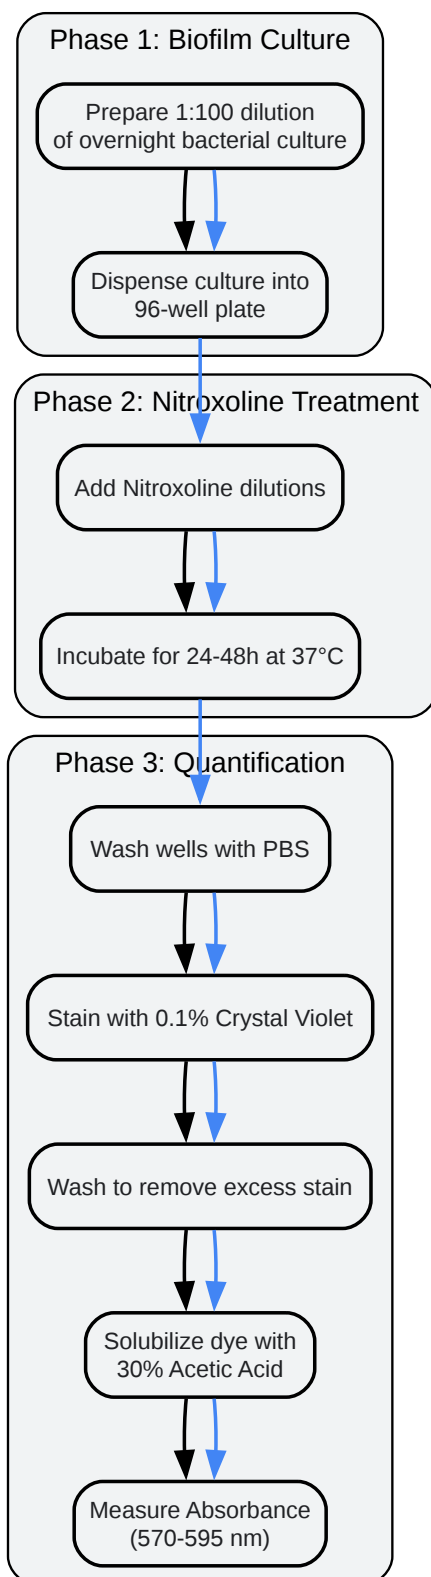 Phase 1: Biofilm Culture
Prepare 1:100 dilution
of overnight bacterial culture
Dispense culture into
96-well plate
Phase 2: Nitroxoline Treatment
Add Nitroxoline dilutions
Incubate for 24-48h at 37°C
Phase 3: Quantification
Wash wells with PBS
Stain with 0.1% Crystal Violet
Wash to remove excess stain
Solubilize dye with
30% Acetic Acid
Measure Absorbance
(570-595 nm)